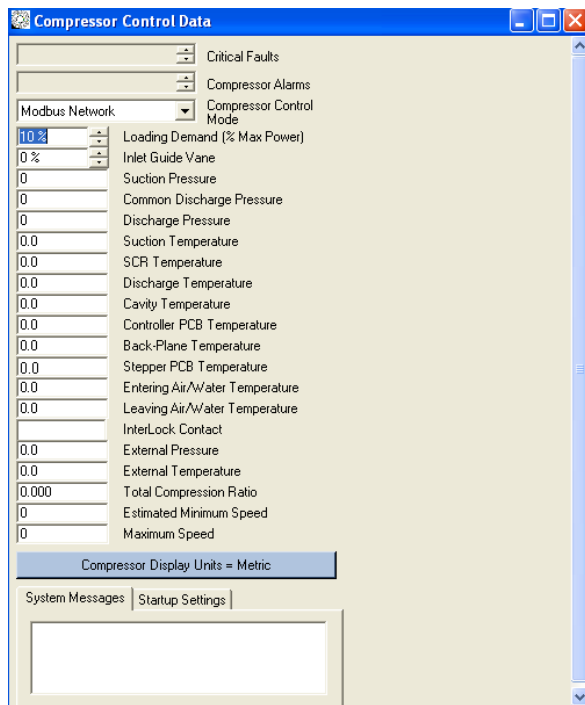 Compressor Control Data
Critical Faults
Compressor Alarms
Modbus Network Compressor Control
Mode
10 % Loading Demand (% Max Power)
0 % Inlet Guide Vane
0 Suction Pressure
0 Common Discharge Pressure
0 Discharge Pressure
0.0 Suction Temperature
0.0 SCR Temperature
0.0 Discharge Temperature
0.0 Cavity Temperature
0.0 Controller PCB Temperature
0.0 Back-Plane Temperature
0.0 Stepper PCB Temperature
0.0 Entering Air/Water Temperature
0.0 Leaving Air/Water Temperature
InterLock Contact
0.0 External Pressure
0.0 External Temperature
0.000 Total Compression Ratio
0 Estimated Minimum Speed
0 Maximum Speed
Compressor Display Units = Metric
System Messages Startup Settings